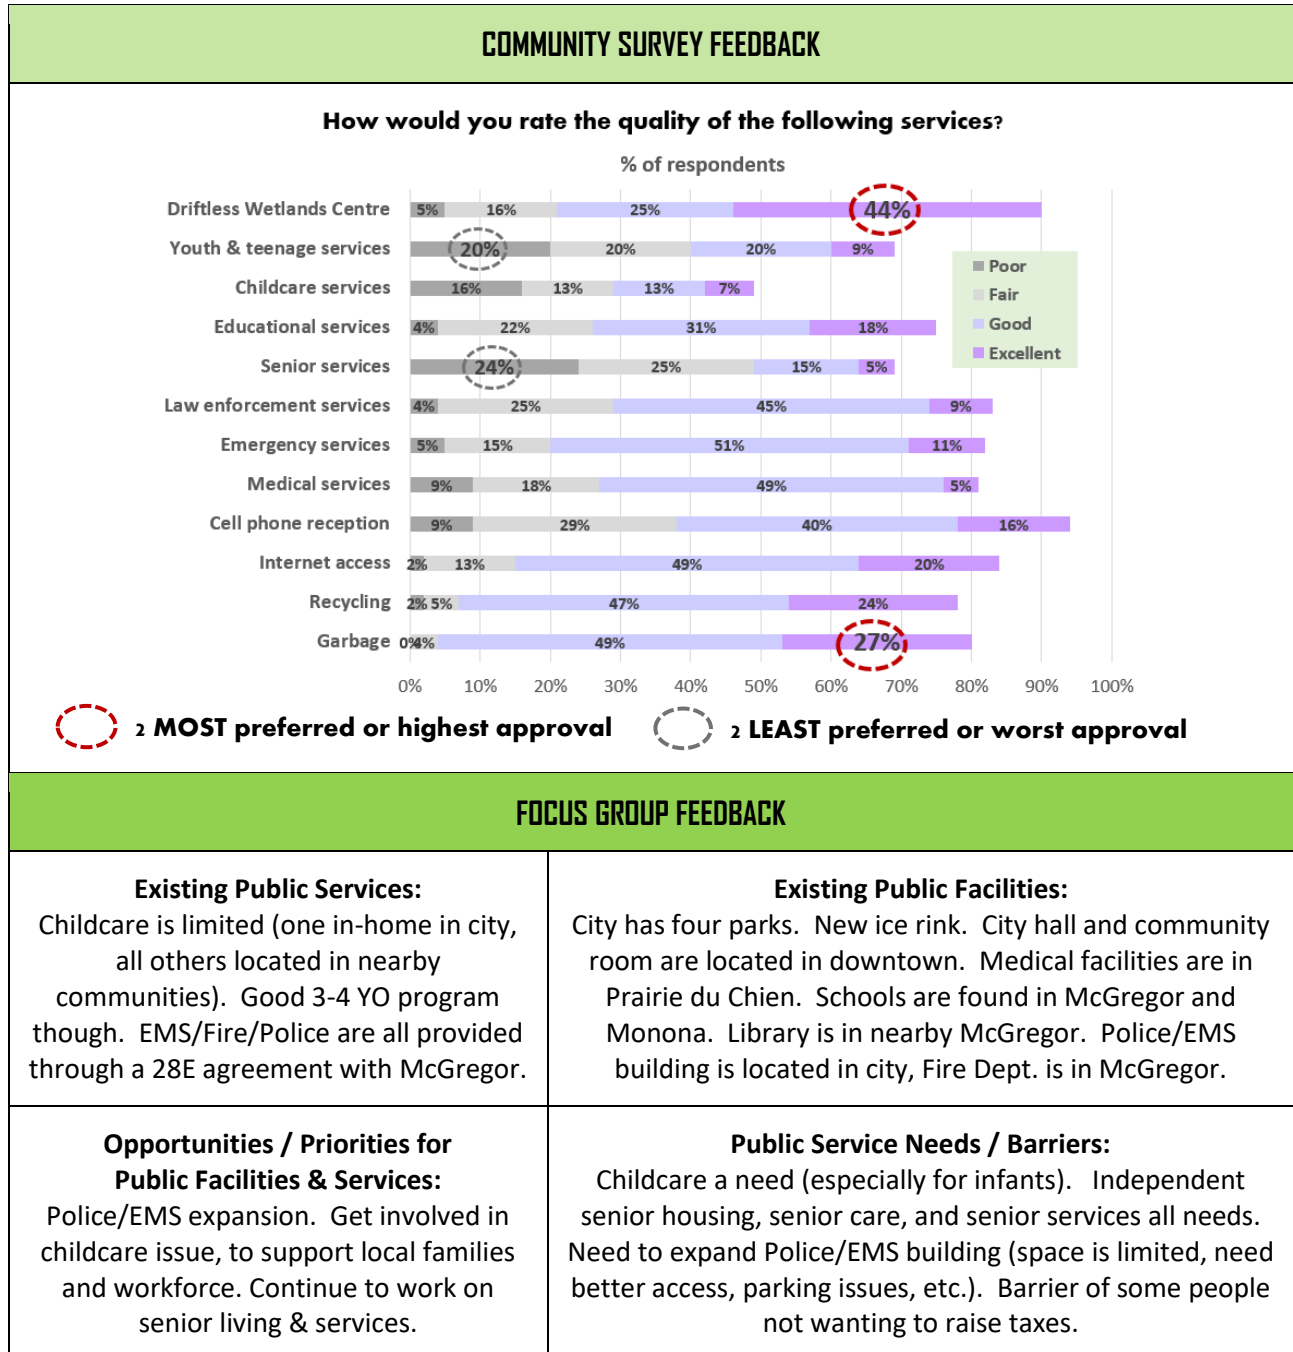 COMMUNITY SURVEY FEEDBACK
How would you rate the quality of the following services?
% of respondents
Driftless Wetlands Centre 5% 16% 25% 44%
Youth & teenage services 20% 20% 20% 9%
Childcare services 16% 13% 13% 7%
Educational services 4% 22% 31% 18%
Senior services 24% 25% 15% 5%
Law enforcement services 4% 25% 45% 9%
Emergency services 5% 15% 51% 11%
Medical services 9% 18% 49% 5%
Cell phone reception 9% 29% 40% 16%
Internet access 2% 13% 49% 20%
Recycling 2% 5% 47% 24%
Garbage 0% 4% 49% 27%
Poor
Fair
Good
Excellent
0% 10% 20% 30% 40% 50% 60% 70% 80% 90% 100%
2 MOST preferred or highest approval 2 LEAST preferred or worst approval
FOCUS GROUP FEEDBACK
Existing Public Services:
Childcare is limited (one in-home in city,
all others located in nearby
communities). Good 3-4 YO program
though. EMS/Fire/Police are all provided
through a 28E agreement with McGregor.
Existing Public Facilities:
City has four parks. New ice rink. City hall and community
room are located in downtown. Medical facilities are in
Prairie du Chien. Schools are found in McGregor and
Monona. Library is in nearby McGregor. Police/EMS
building is located in city, Fire Dept. is in McGregor.
Opportunities / Priorities for
Public Facilities & Services:
Police/EMS expansion. Get involved in
childcare issue, to support local families
and workforce. Continue to work on
senior living & services.
Public Service Needs / Barriers:
Childcare a need (especially for infants). Independent
senior housing, senior care, and senior services all needs.
Need to expand Police/EMS building (space is limited, need
better access, parking issues, etc.). Barrier of some people
not wanting to raise taxes.